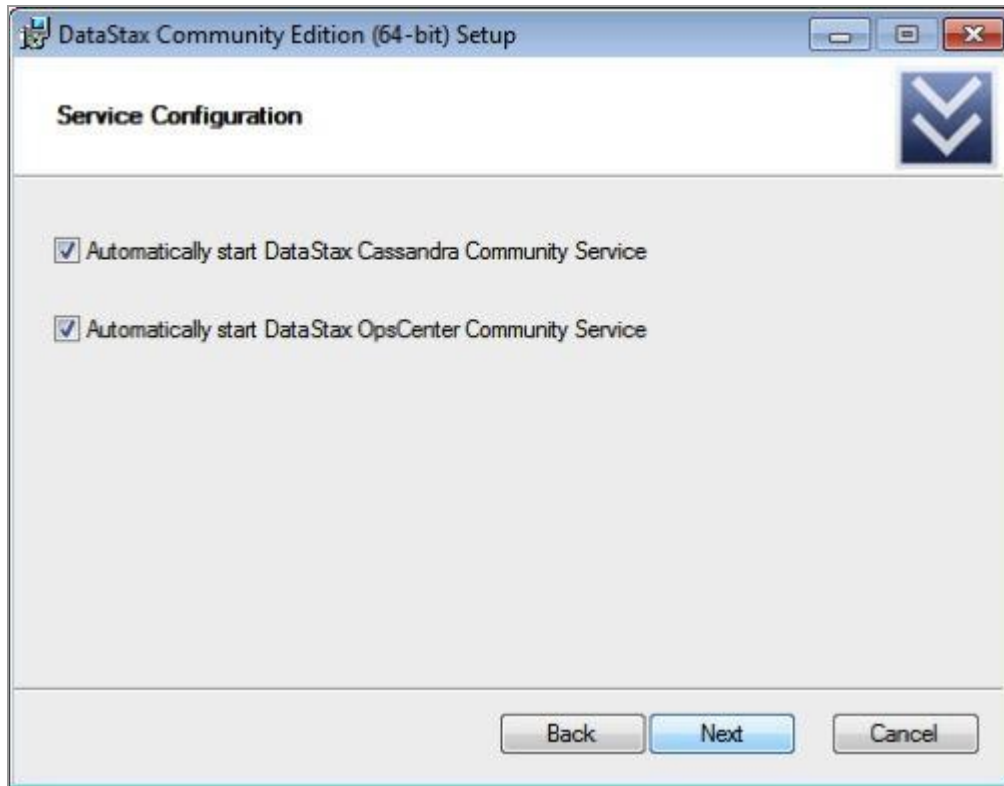 DataStax Community Edition (64-bit) Setup
Service Configuration
Automatically start DataStax Cassandra Community Service
Automatically start DataStax OpsCenter Community Service
Back Next Cancel